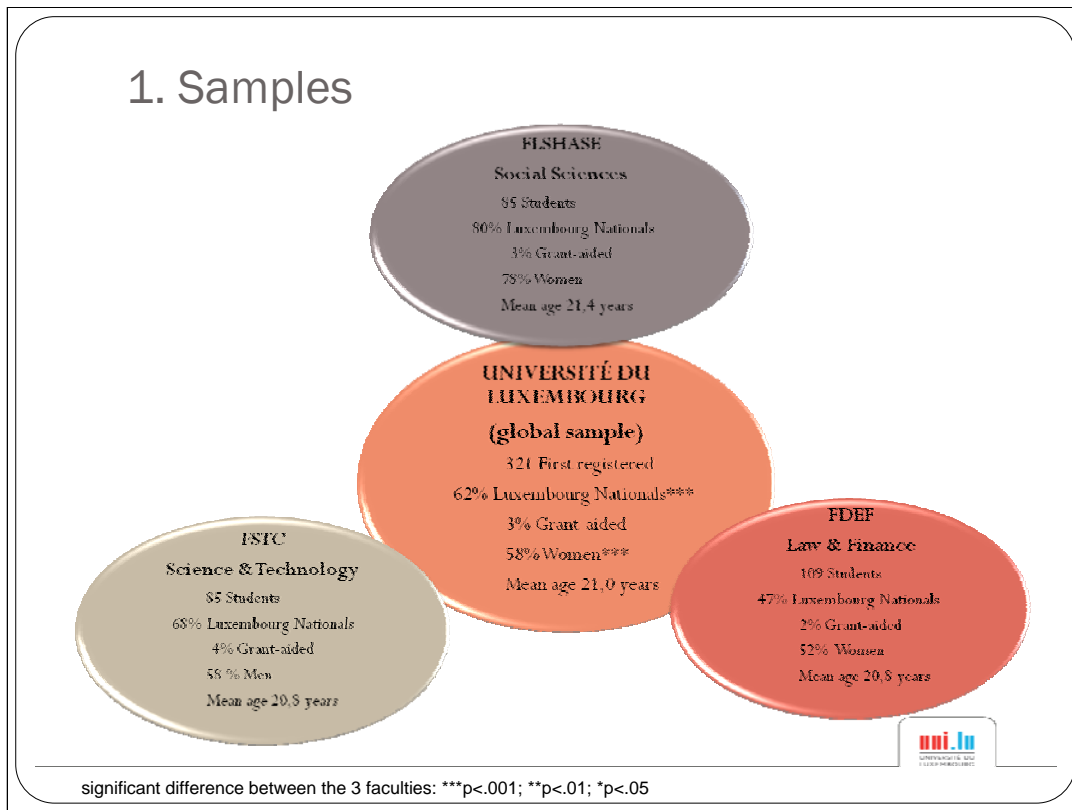 1. Samples
FLSHASE
Social Sciences
85 Students
80% Luxembourg Nationals
3% Grant-aided
78% Women
Mean age 21,4 years
UNIVERSITÉ DU
LUXEMBOURG
(global sample)
321 First registered
62% Luxembourg Nationals***
3% Grant-aided
58% Women***
Mean age 21,0 years
FSTC
Science & Technology
85 Students
68% Luxembourg Nationals
4% Grant-aided
58 % Men
Mean age 20,8 years
FDEF
Law & Finance
109 Students
47% Luxembourg Nationals
2% Grant-aided
52% Women
Mean age 20,8 years
uni.lu
UNIVERSITÉ DU
LUXEMBOURG
significant difference between the 3 faculties: ***p<.001; **p<.01; *p<.05